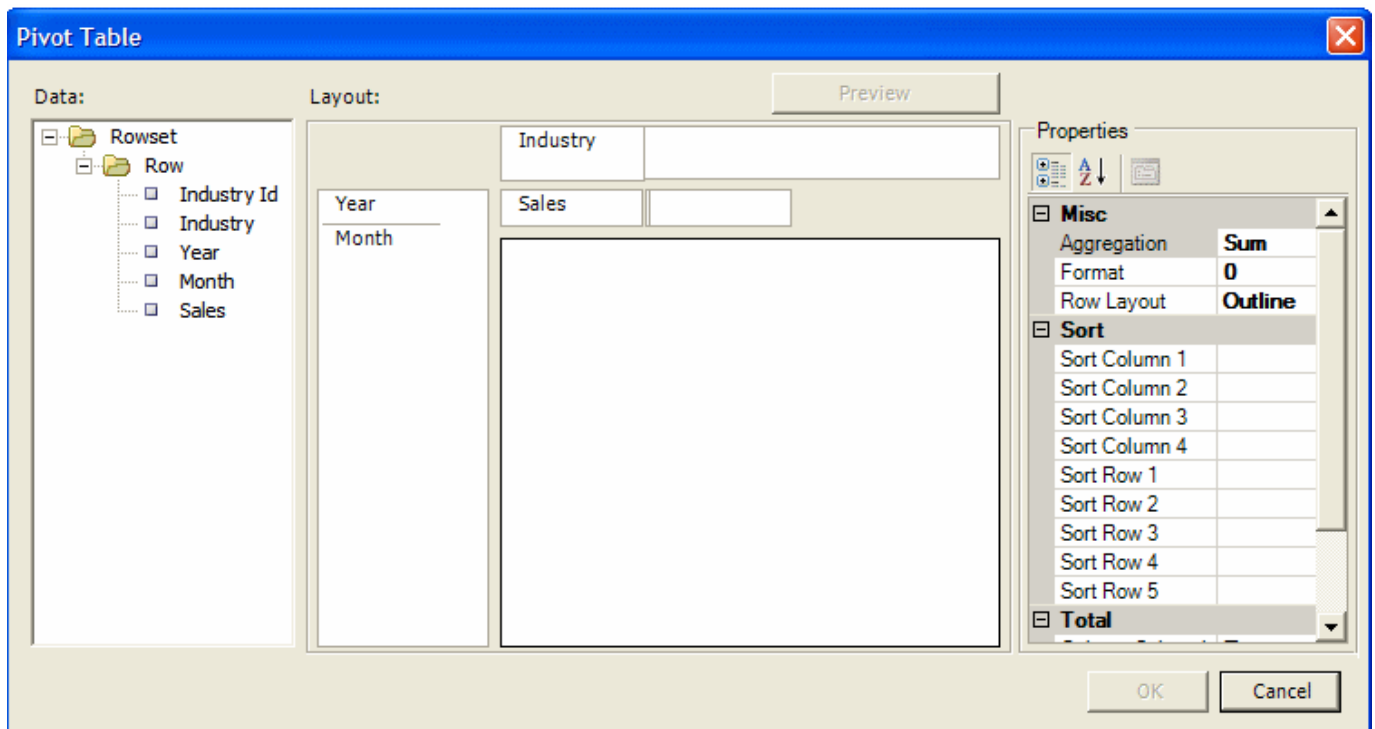 Pivot Table
Data:
Layout:
Preview
Rowset
Row
Industry Id
Industry
Year
Month
Sales
Industry
Year
Month
Sales
Properties
A
Z
Misc
Aggregation Sum
Format 0
Row Layout Outline
Sort
Sort Column 1
Sort Column 2
Sort Column 3
Sort Column 4
Sort Row 1
Sort Row 2
Sort Row 3
Sort Row 4
Sort Row 5
Total
OK
Cancel